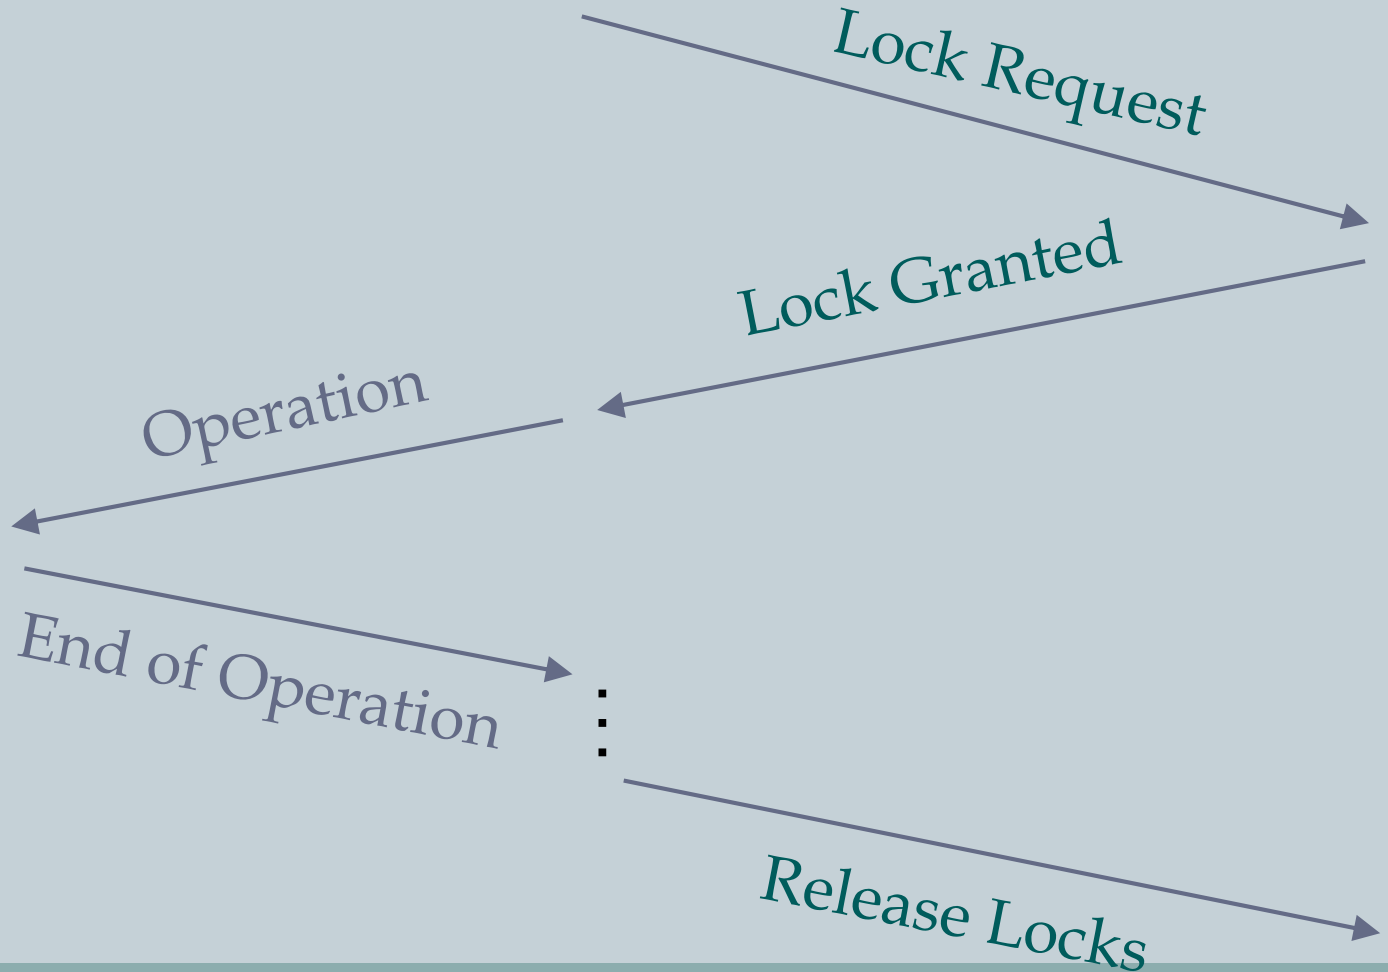 Lock Request
Lock Granted
Operation
End of Operation
Release Locks